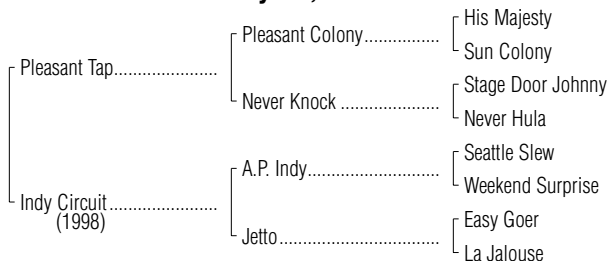 His Majesty
Pleasant Colony..................
Sun Colony
Pleasant Tap.........................
Stage Door Johnny
Never Knock ........................
Never Hula
Seattle Slew
A.P. Indy................................
Weekend Surprise
Indy Circuit..........................
(1998)
Easy Goer
Jetto.......................................
La Jalouse